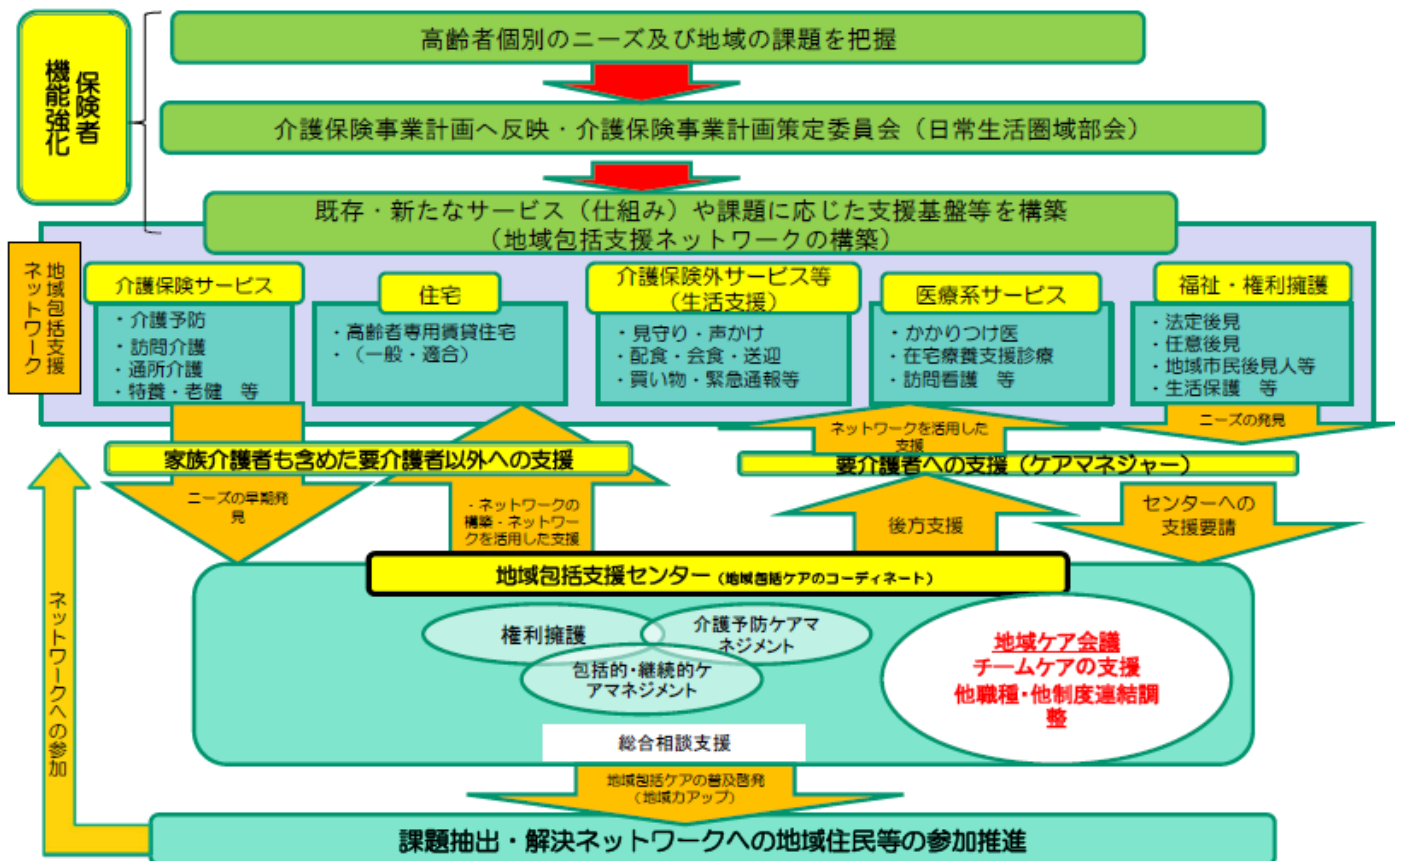 保険者
機能強化
高齢者個別のニーズ及び地域の課題を把握
介護保険事業計画へ反映・介護保険事業計画策定委員会（日常生活圏域部会）
既存・新たなサービス（仕組み）や課題に応じた支援基盤等を構築
（地域包括支援ネットワークの構築）
地域包括支援
ネットワーク
介護保険サービス
・介護予防
・訪問介護
・通所介護
・特養・老健　等
住宅
・高齢者専用賃貸住宅
・（一般・適合）
介護保険外サービス等
（生活支援）
・見守り・声かけ
・配食・会食・送迎
・買い物・緊急通報等
医療系サービス
・かかりつけ医
・在宅療養支援診療
・訪問看護　等
福祉・権利擁護
・法定後見
・任意後見
・地域市民後見人等
・生活保護　等
ネットワークを活用した
支援
ニーズの発見
家族介護者も含めた要介護者以外への支援
要介護者への支援（ケアマネジャー）
ニーズの早期発
見
・ネットワークの
構築・ネットワー
クを活用した支援
後方支援
センターへの
支援要請
地域包括支援センター（地域包括ケアのコーディネート）
権利擁護
介護予防ケアマ
ネジメント
包括的・継続的ケ
アマネジメント
地域ケア会議
チームケアの支援
他職種・他制度連結調
整
総合相談支援
ネットワークへの参加
地域包括ケアの普及啓発
（地域力アップ）
課題抽出・解決ネットワークへの地域住民等の参加推進